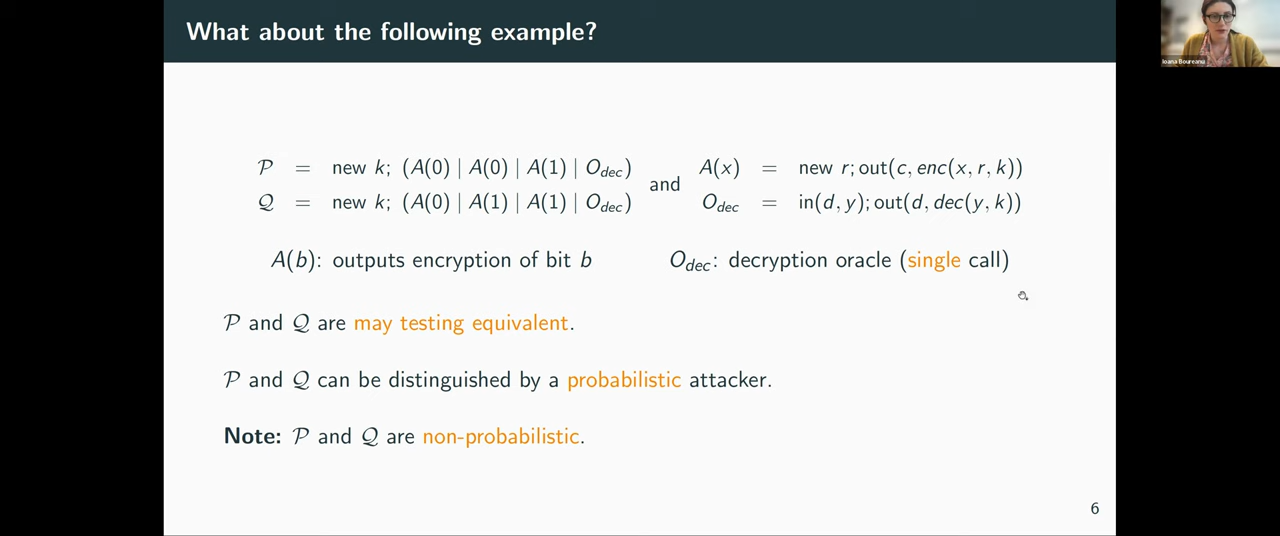 What about the following example?
Ioana Boureanu
𝒫 = new k; (A(0) | A(0) | A(1) | O_dec) and A(x) = new r; out(c, enc(x, r, k))
𝒬 = new k; (A(0) | A(1) | A(1) | O_dec) O_dec = in(d, y); out(d, dec(y, k))
A(b): outputs encryption of bit b O_dec: decryption oracle (single call)
𝒫 and 𝒬 are may testing equivalent.
𝒫 and 𝒬 can be distinguished by a probabilistic attacker.
Note: 𝒫 and 𝒬 are non-probabilistic.
6